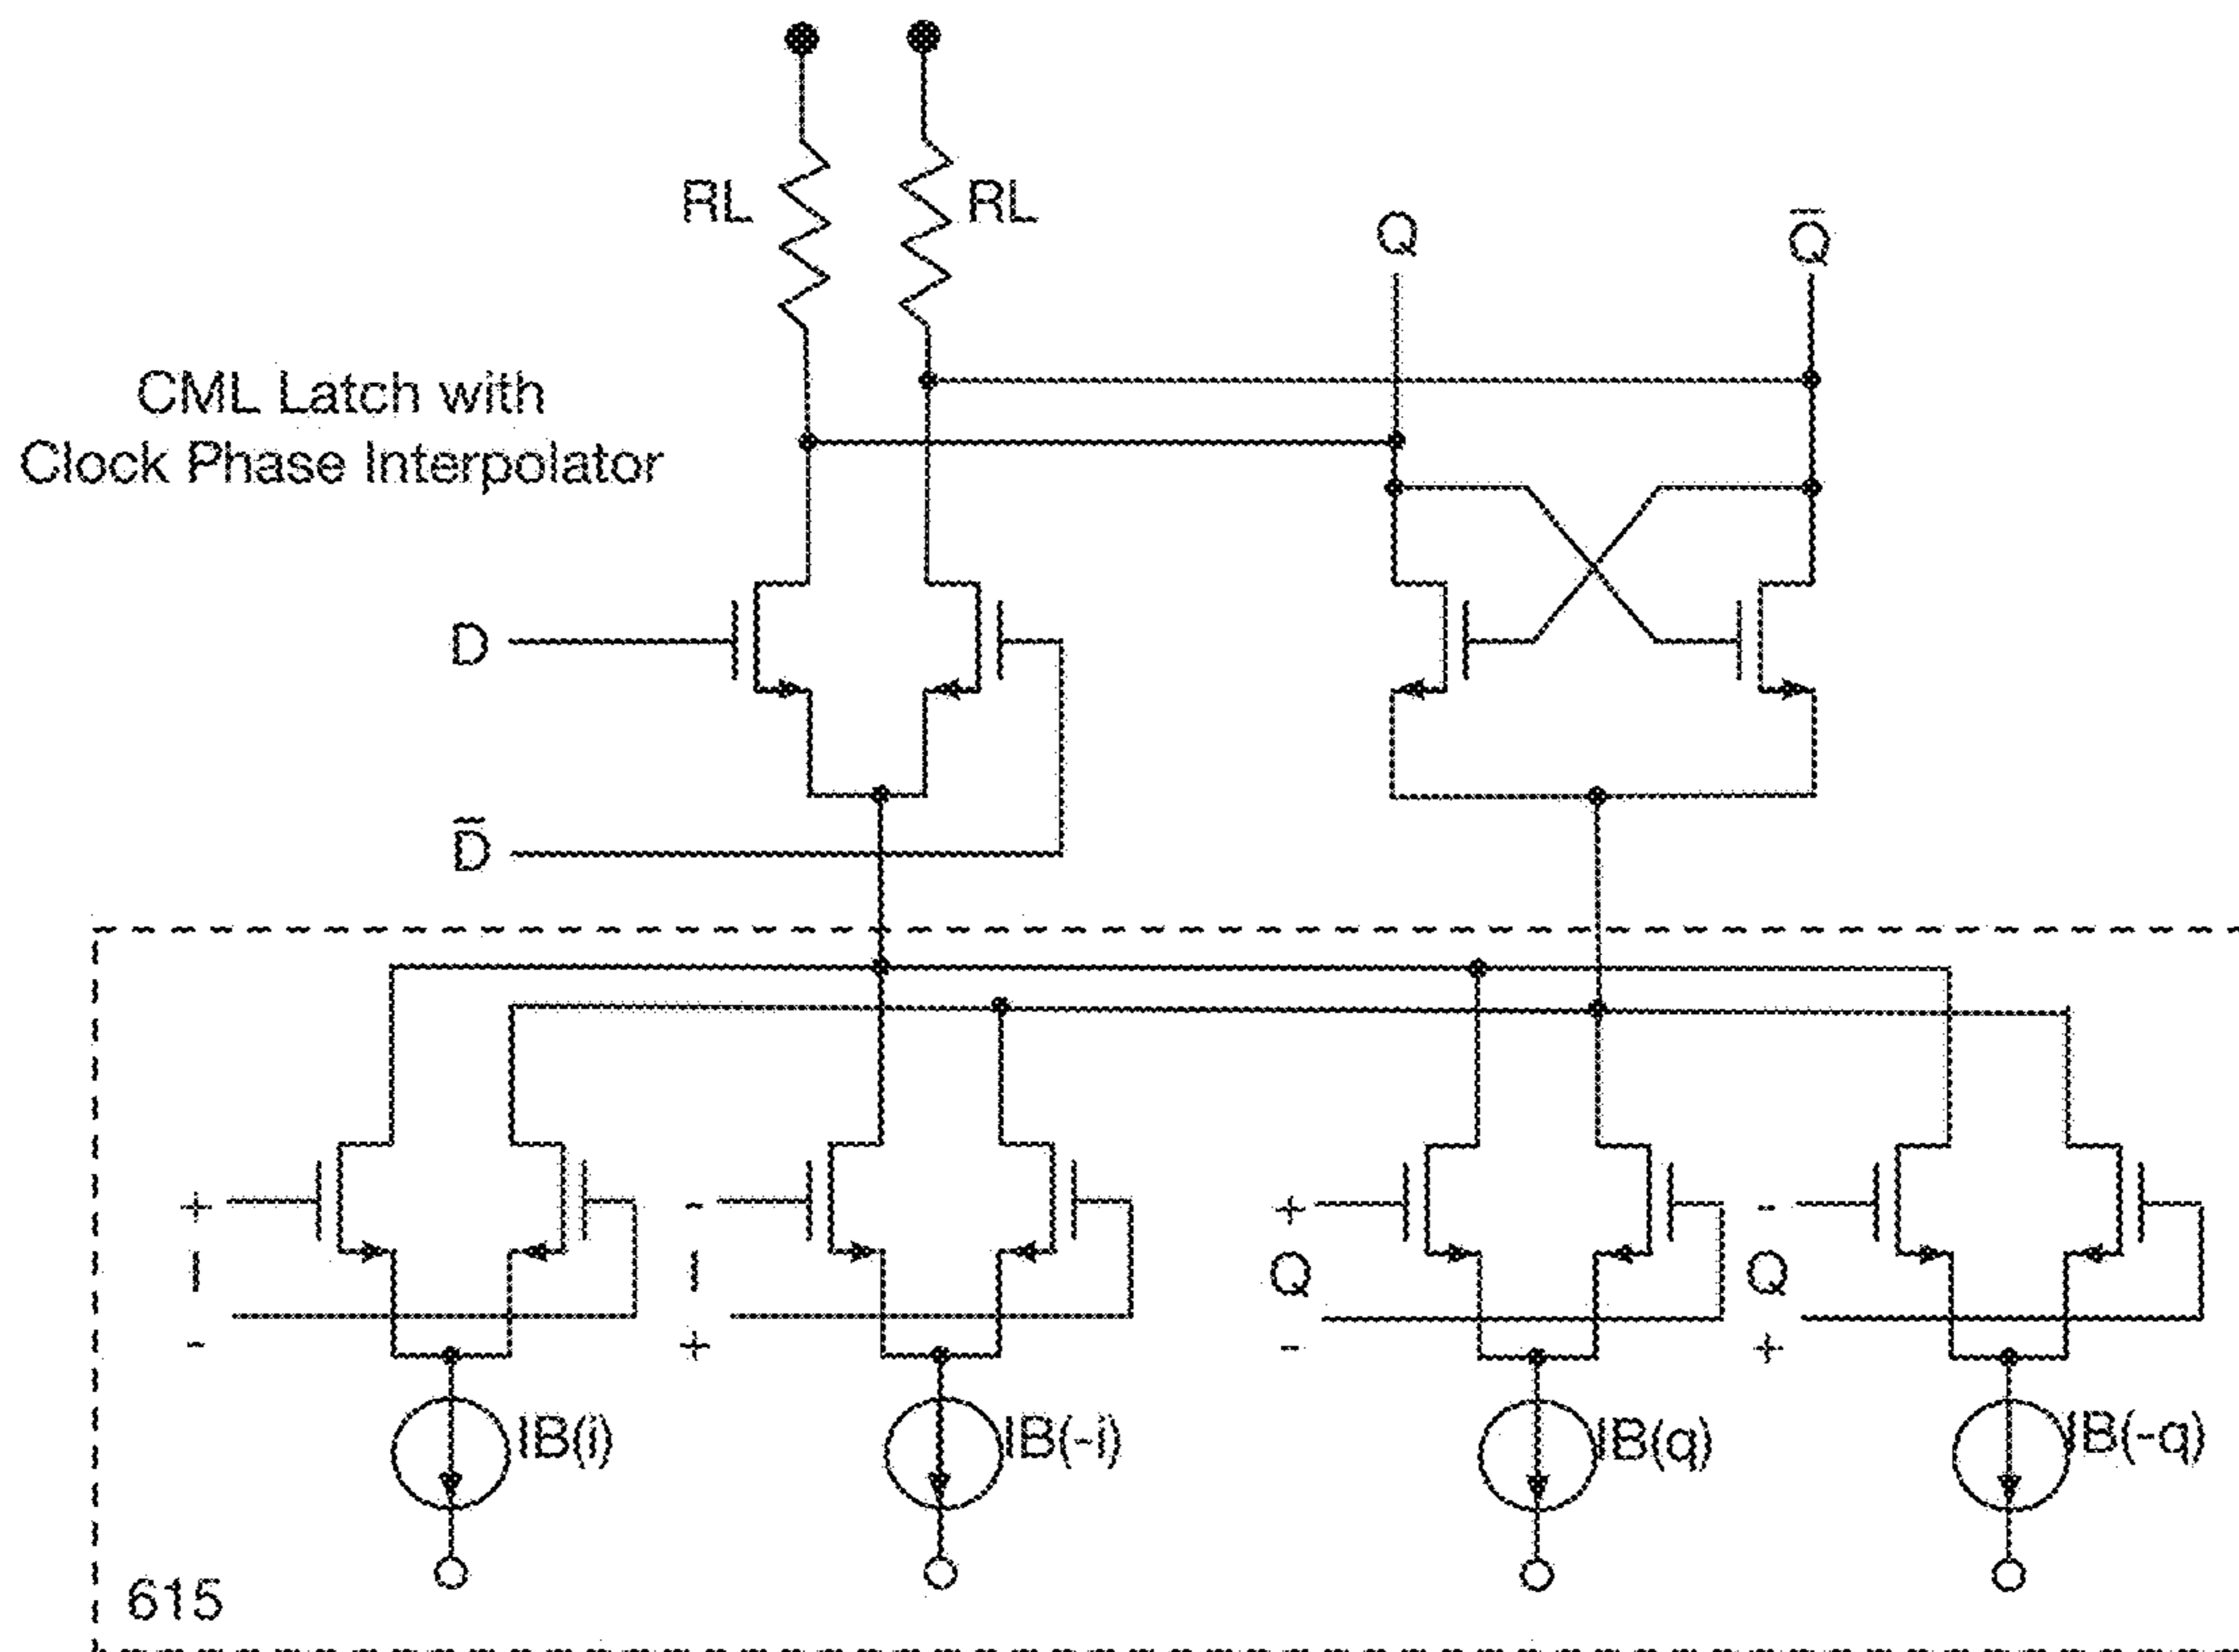 RL RL
Q Q̅
CML Latch with
Clock Phase Interpolator
D
D̅
+ - + -
I I Q Q
- + - +
IB(i) IB(-i) IB(q) IB(-q)
615